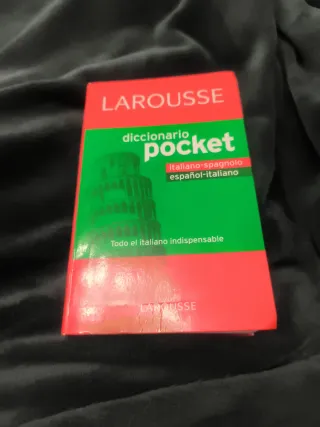 LAROUSSE
diccionario
pocket
italiano-spagnolo
español-italiano
Todo el italiano indispensable
LAROUSSE